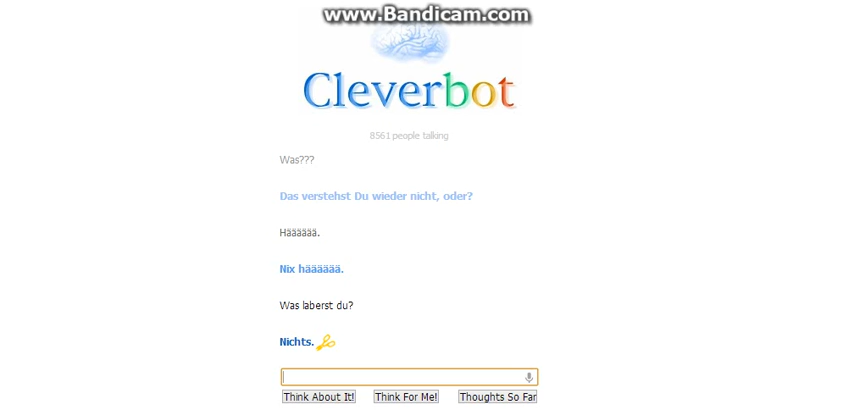 www.Bandicam.com
Cleverbot
8561 people talking
Was???
Das verstehst Du wieder nicht, oder?
Hääääää.
Nix hääääää.
Was laberst du?
Nichts.
Think About It! Think For Me! Thoughts So Far